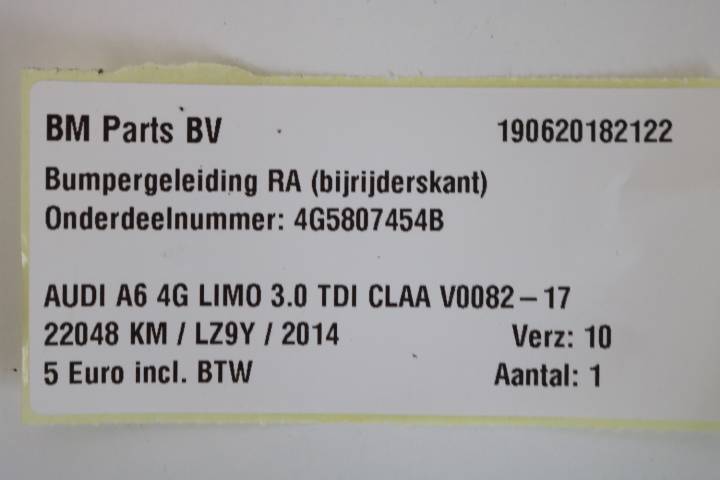 BM Parts BV 190620182122
Bumpergeleiding RA (bijrijderskant)
Onderdeelnummer: 4G5807454B
AUDI A6 4G LIMO 3.0 TDI CLAA V0082-17
22048 KM / LZ9Y / 2014 Verz: 10
5 Euro incl. BTW Aantal: 1